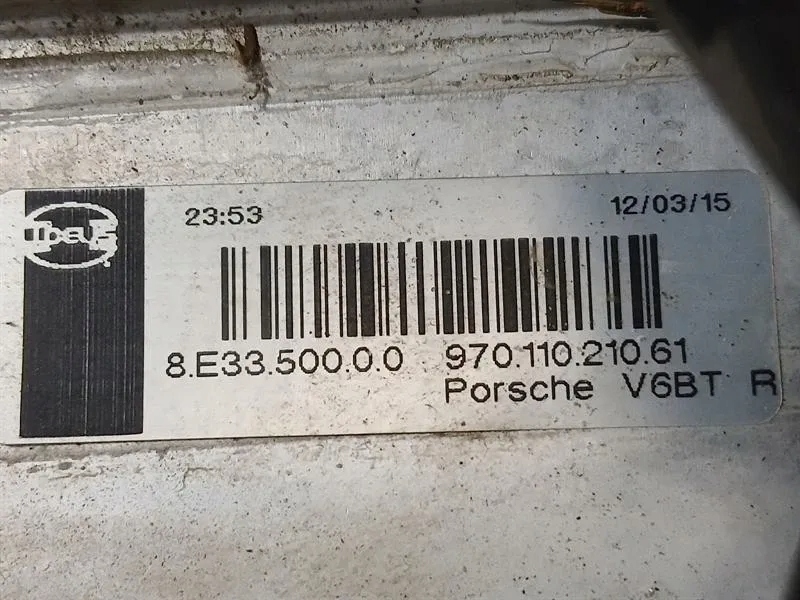 23:53 12/03/15
8.E33.500.0.0 970.110.210.61
Porsche V6BT R